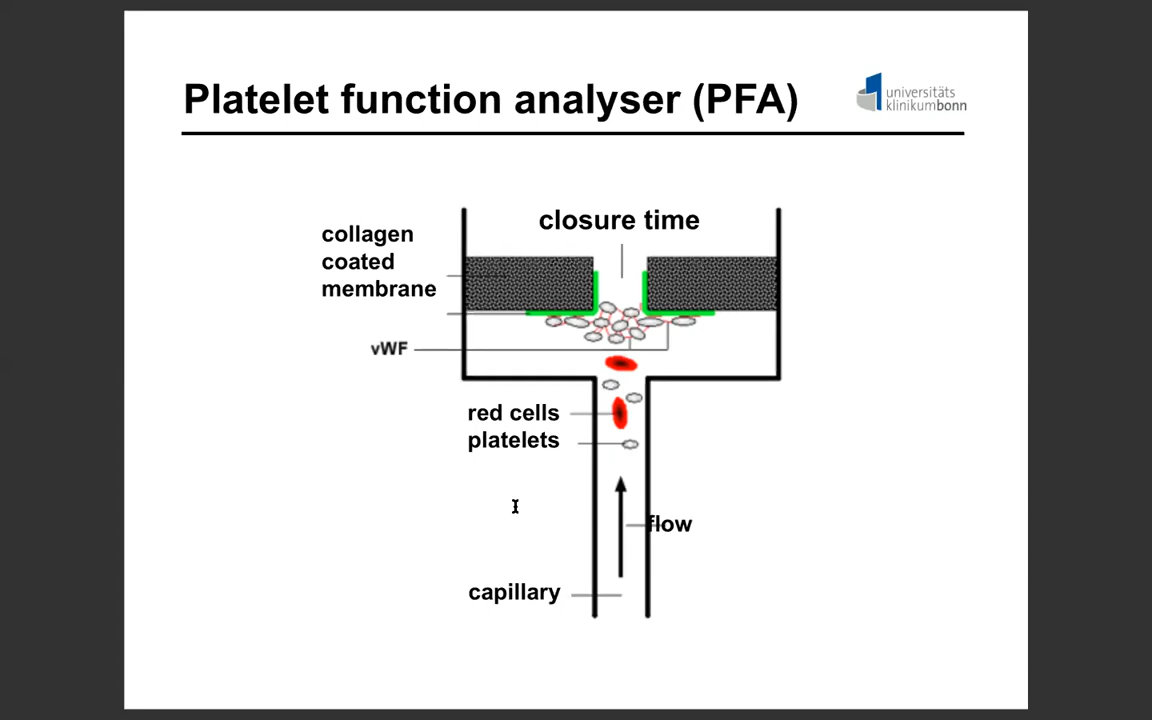 Platelet function analyser (PFA)
universitäts
klinikumbonn
closure time
collagen
coated
membrane
vWF
red cells
platelets
flow
capillary